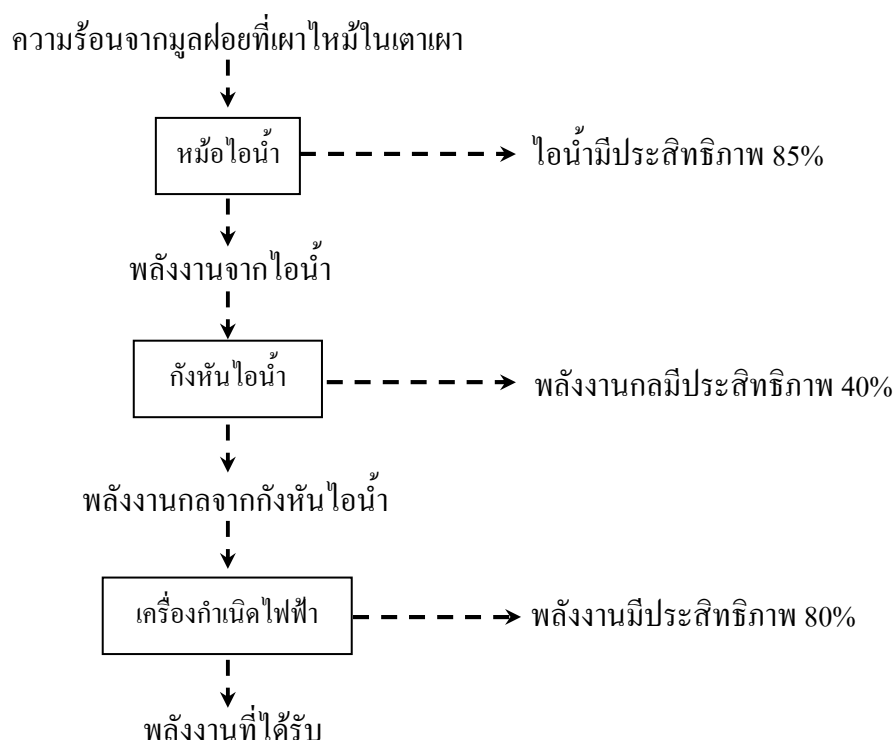 ความร้อนจากมูลฝอยที่เผาไหม้ในเตาเผา
หม้อไอน้ำ
ไอน้ำมีประสิทธิภาพ 85%
พลังงานจากไอน้ำ
กังหันไอน้ำ
พลังงานกลมีประสิทธิภาพ 40%
พลังงานกลจากกังหันไอน้ำ
เครื่องกำเนิดไฟฟ้า
พลังงานมีประสิทธิภาพ 80%
พลังงานที่ได้รับ